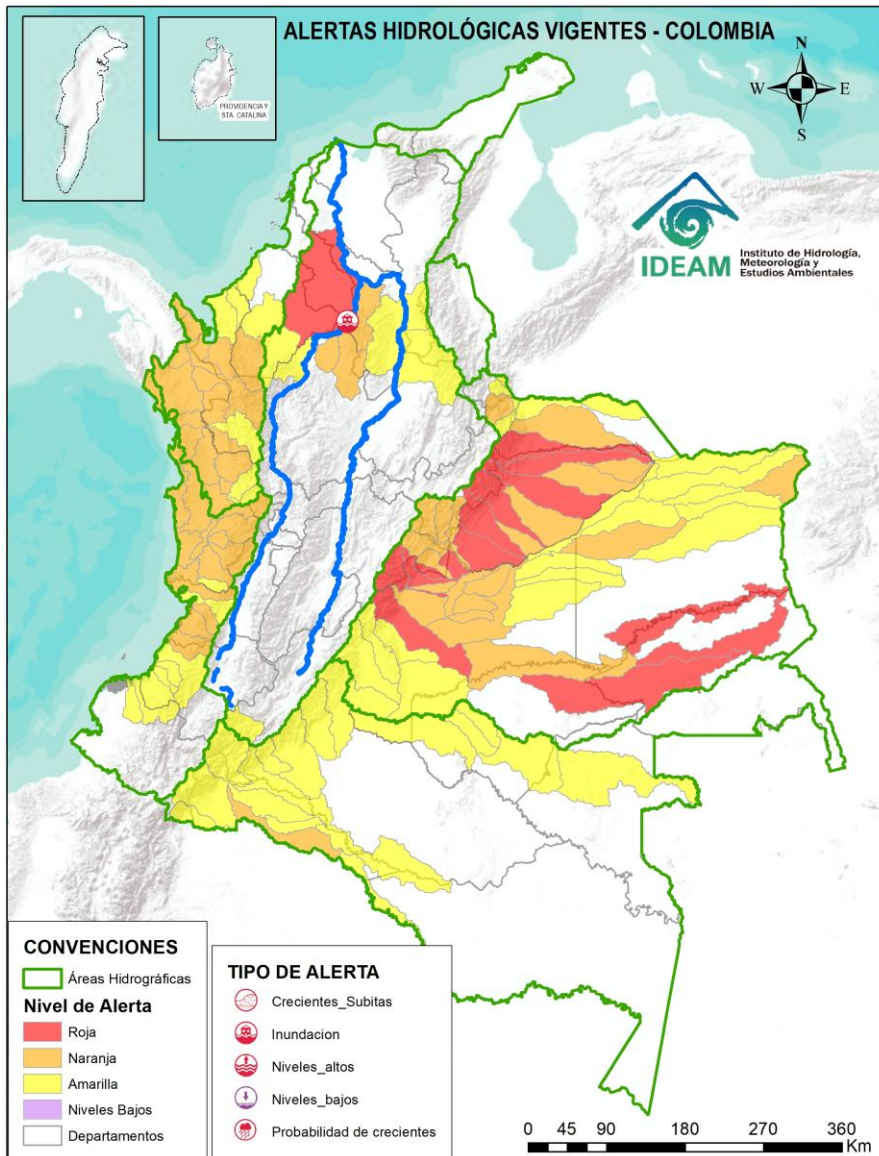 ALERTAS HIDROLÓGICAS VIGENTES - COLOMBIA
PROVIDENCIA Y
STA. CATALINA
N
W
E
S
IDEAM
Instituto de Hidrología,
Meteorología y
Estudios Ambientales
CONVENCIONES
Áreas Hidrográficas
Nivel de Alerta
Roja
Naranja
Amarilla
Niveles Bajos
Departamentos
TIPO DE ALERTA
Crecientes_Subitas
Inundacion
Niveles_altos
Niveles_bajos
Probabilidad de crecientes
0 45 90 180 270 360
Km